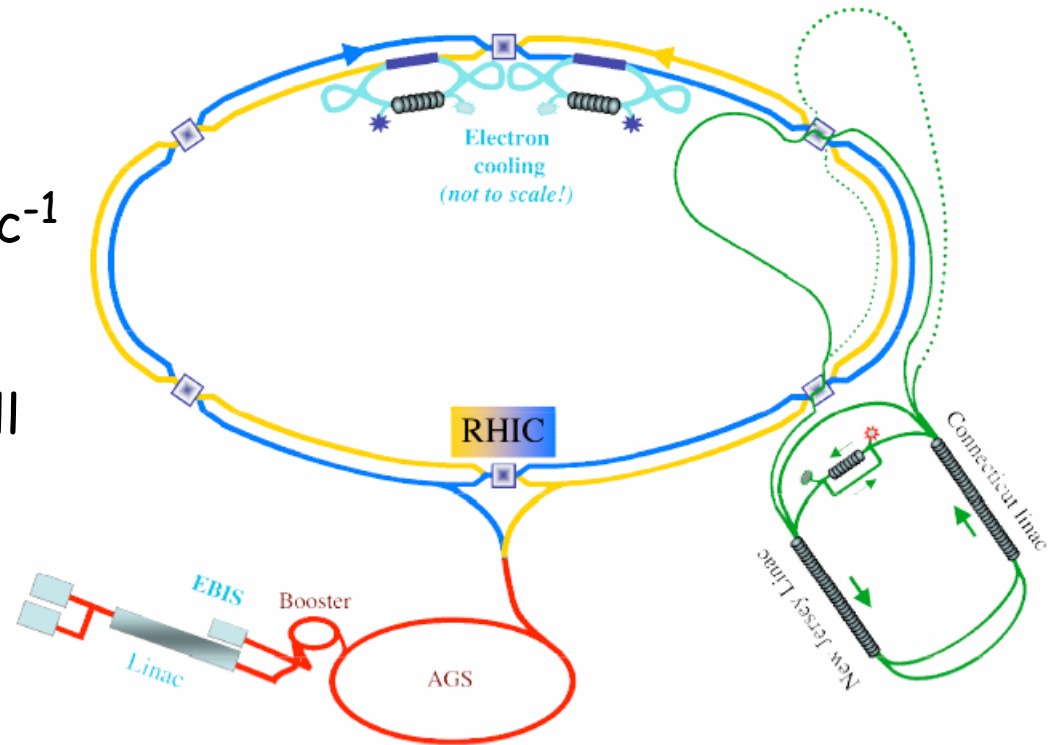 Electron
cooling
(not to scale!)
c-1
ll
RHIC
Connecticut linac
New Jersey Linac
EBIS
Booster
Linac
AGS